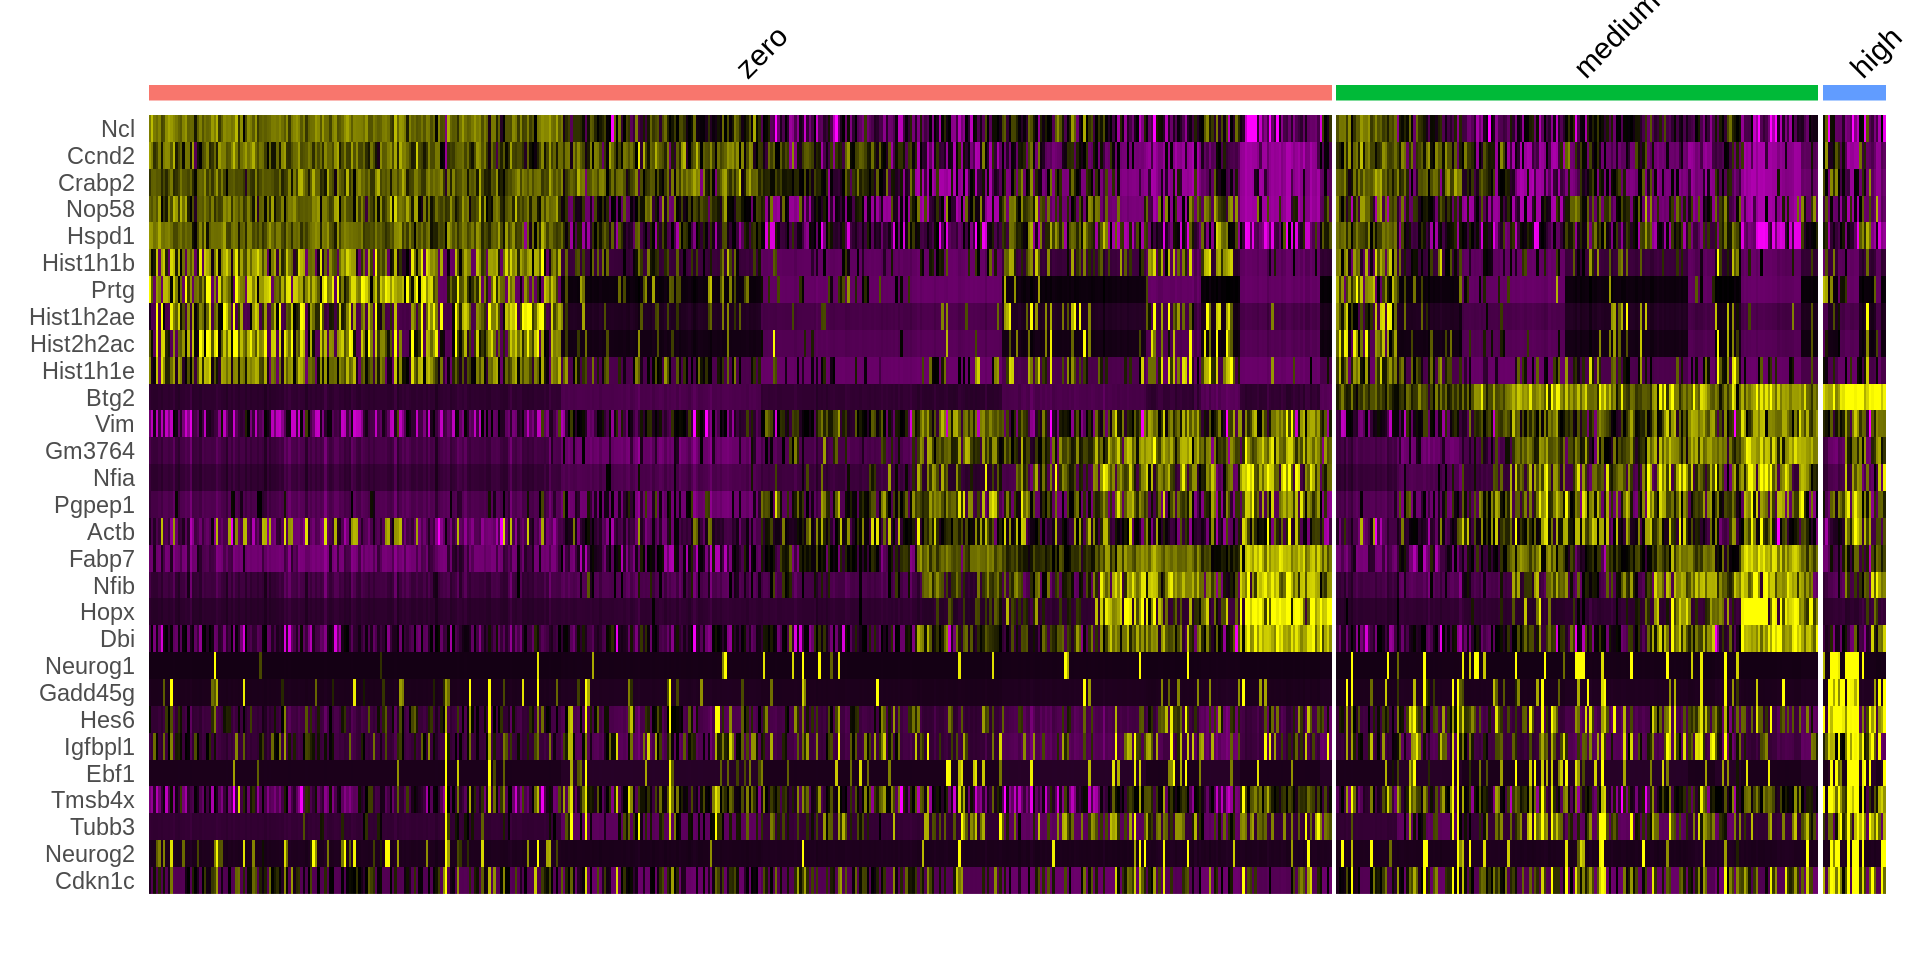 zero
medium
high
Ncl
Ccnd2
Crabp2
Nop58
Hspd1
Hist1h1b
Prtg
Hist1h2ae
Hist2h2ac
Hist1h1e
Btg2
Vim
Gm3764
Nfia
Pgpep1
Actb
Fabp7
Nfib
Hopx
Dbi
Neurog1
Gadd45g
Hes6
Igfbpl1
Ebf1
Tmsb4x
Tubb3
Neurog2
Cdkn1c